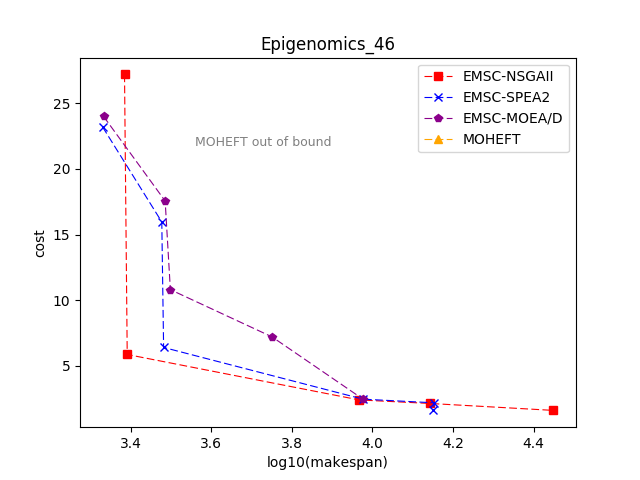 Epigenomics_46
EMSC-NSGAII
EMSC-SPEA2
EMSC-MOEA/D
MOHEFT
MOHEFT out of bound
cost
25
20
15
10
5
3.4 3.6 3.8 4.0 4.2 4.4
log10(makespan)